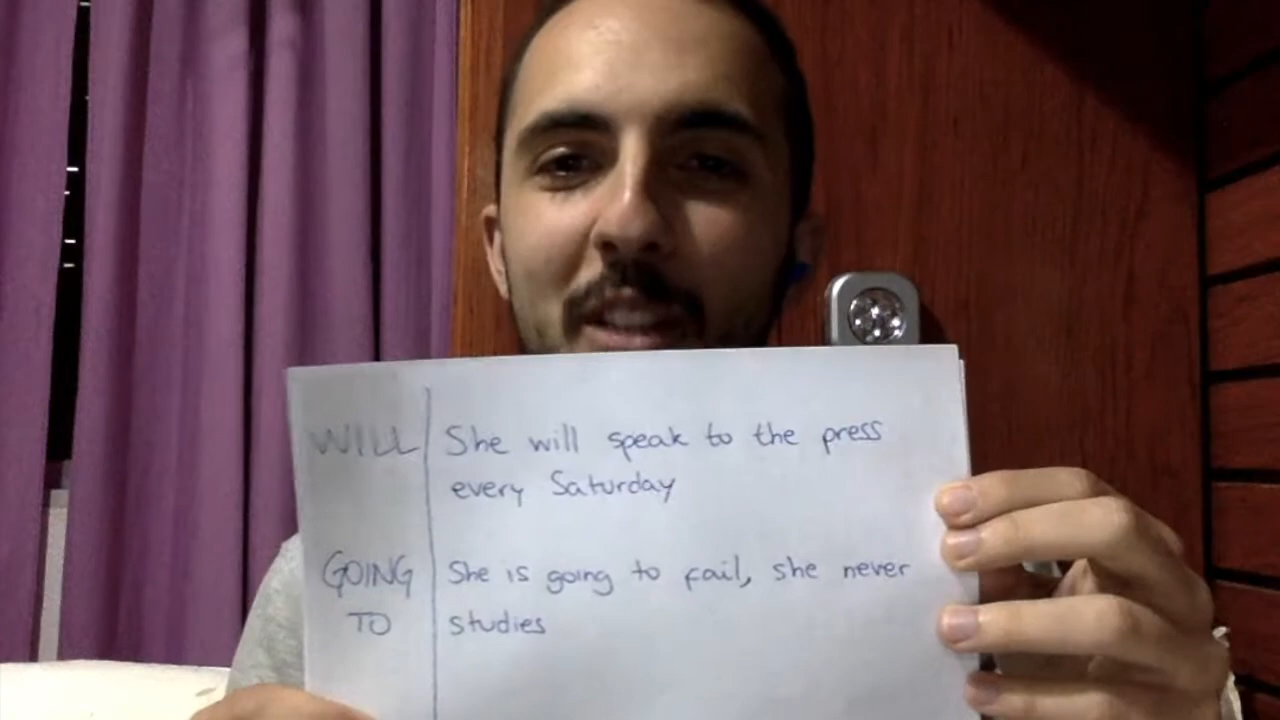 WILL She will speak to the press
every Saturday
GOING She is going to fail, she never
TO studies